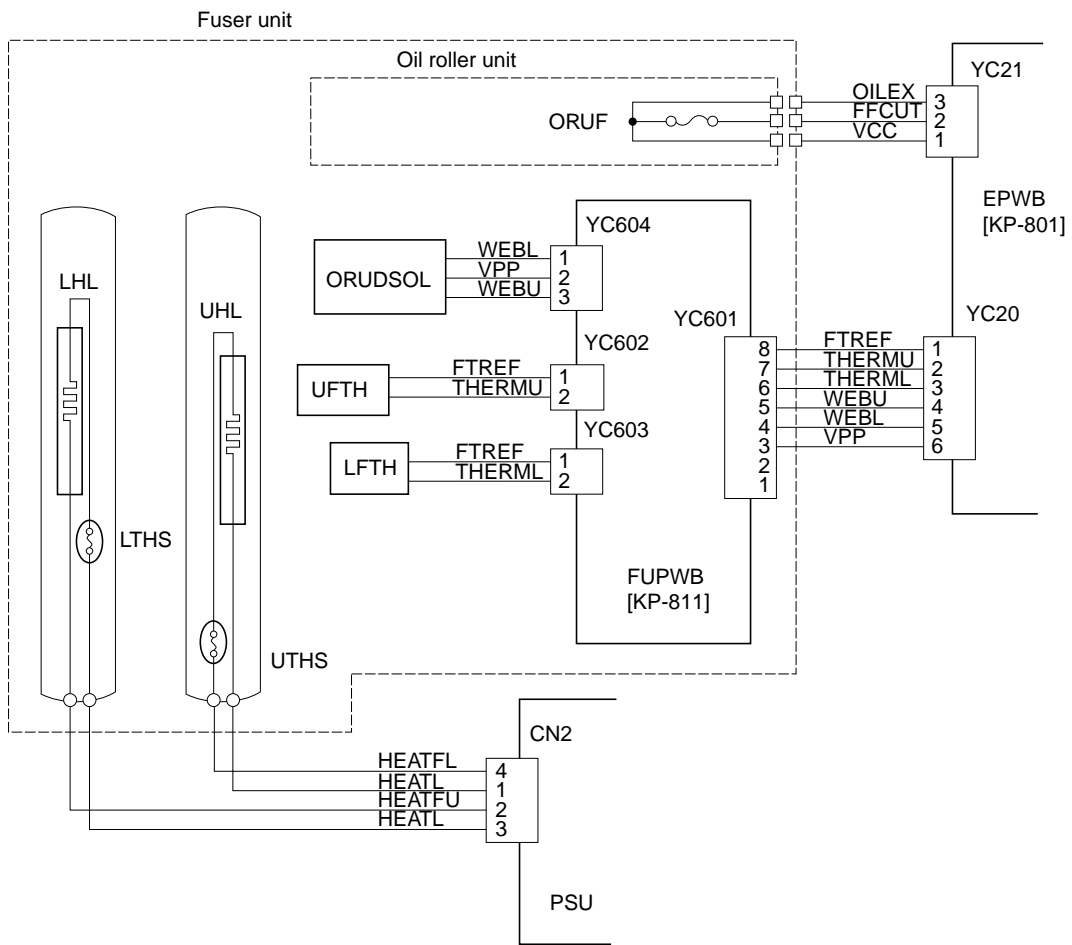 Fuser unit
Oil roller unit
ORUF
OILEX
FFCUT
VCC
YC21
3
2
1
EPWB
[KP-801]
LHL
UHL
LTHS
UTHS
ORUDSOL
WEBL
VPP
WEBU
YC604
1
2
3
UFTH
FTREF
THERMU
YC602
1
2
LFTH
FTREF
THERML
YC603
1
2
FUPWB
[KP-811]
YC601
8
7
6
5
4
3
2
1
FTREF
THERMU
THERML
WEBU
WEBL
VPP
YC20
1
2
3
4
5
6
HEATFL
HEATL
HEATFU
HEATL
CN2
4
1
2
3
PSU